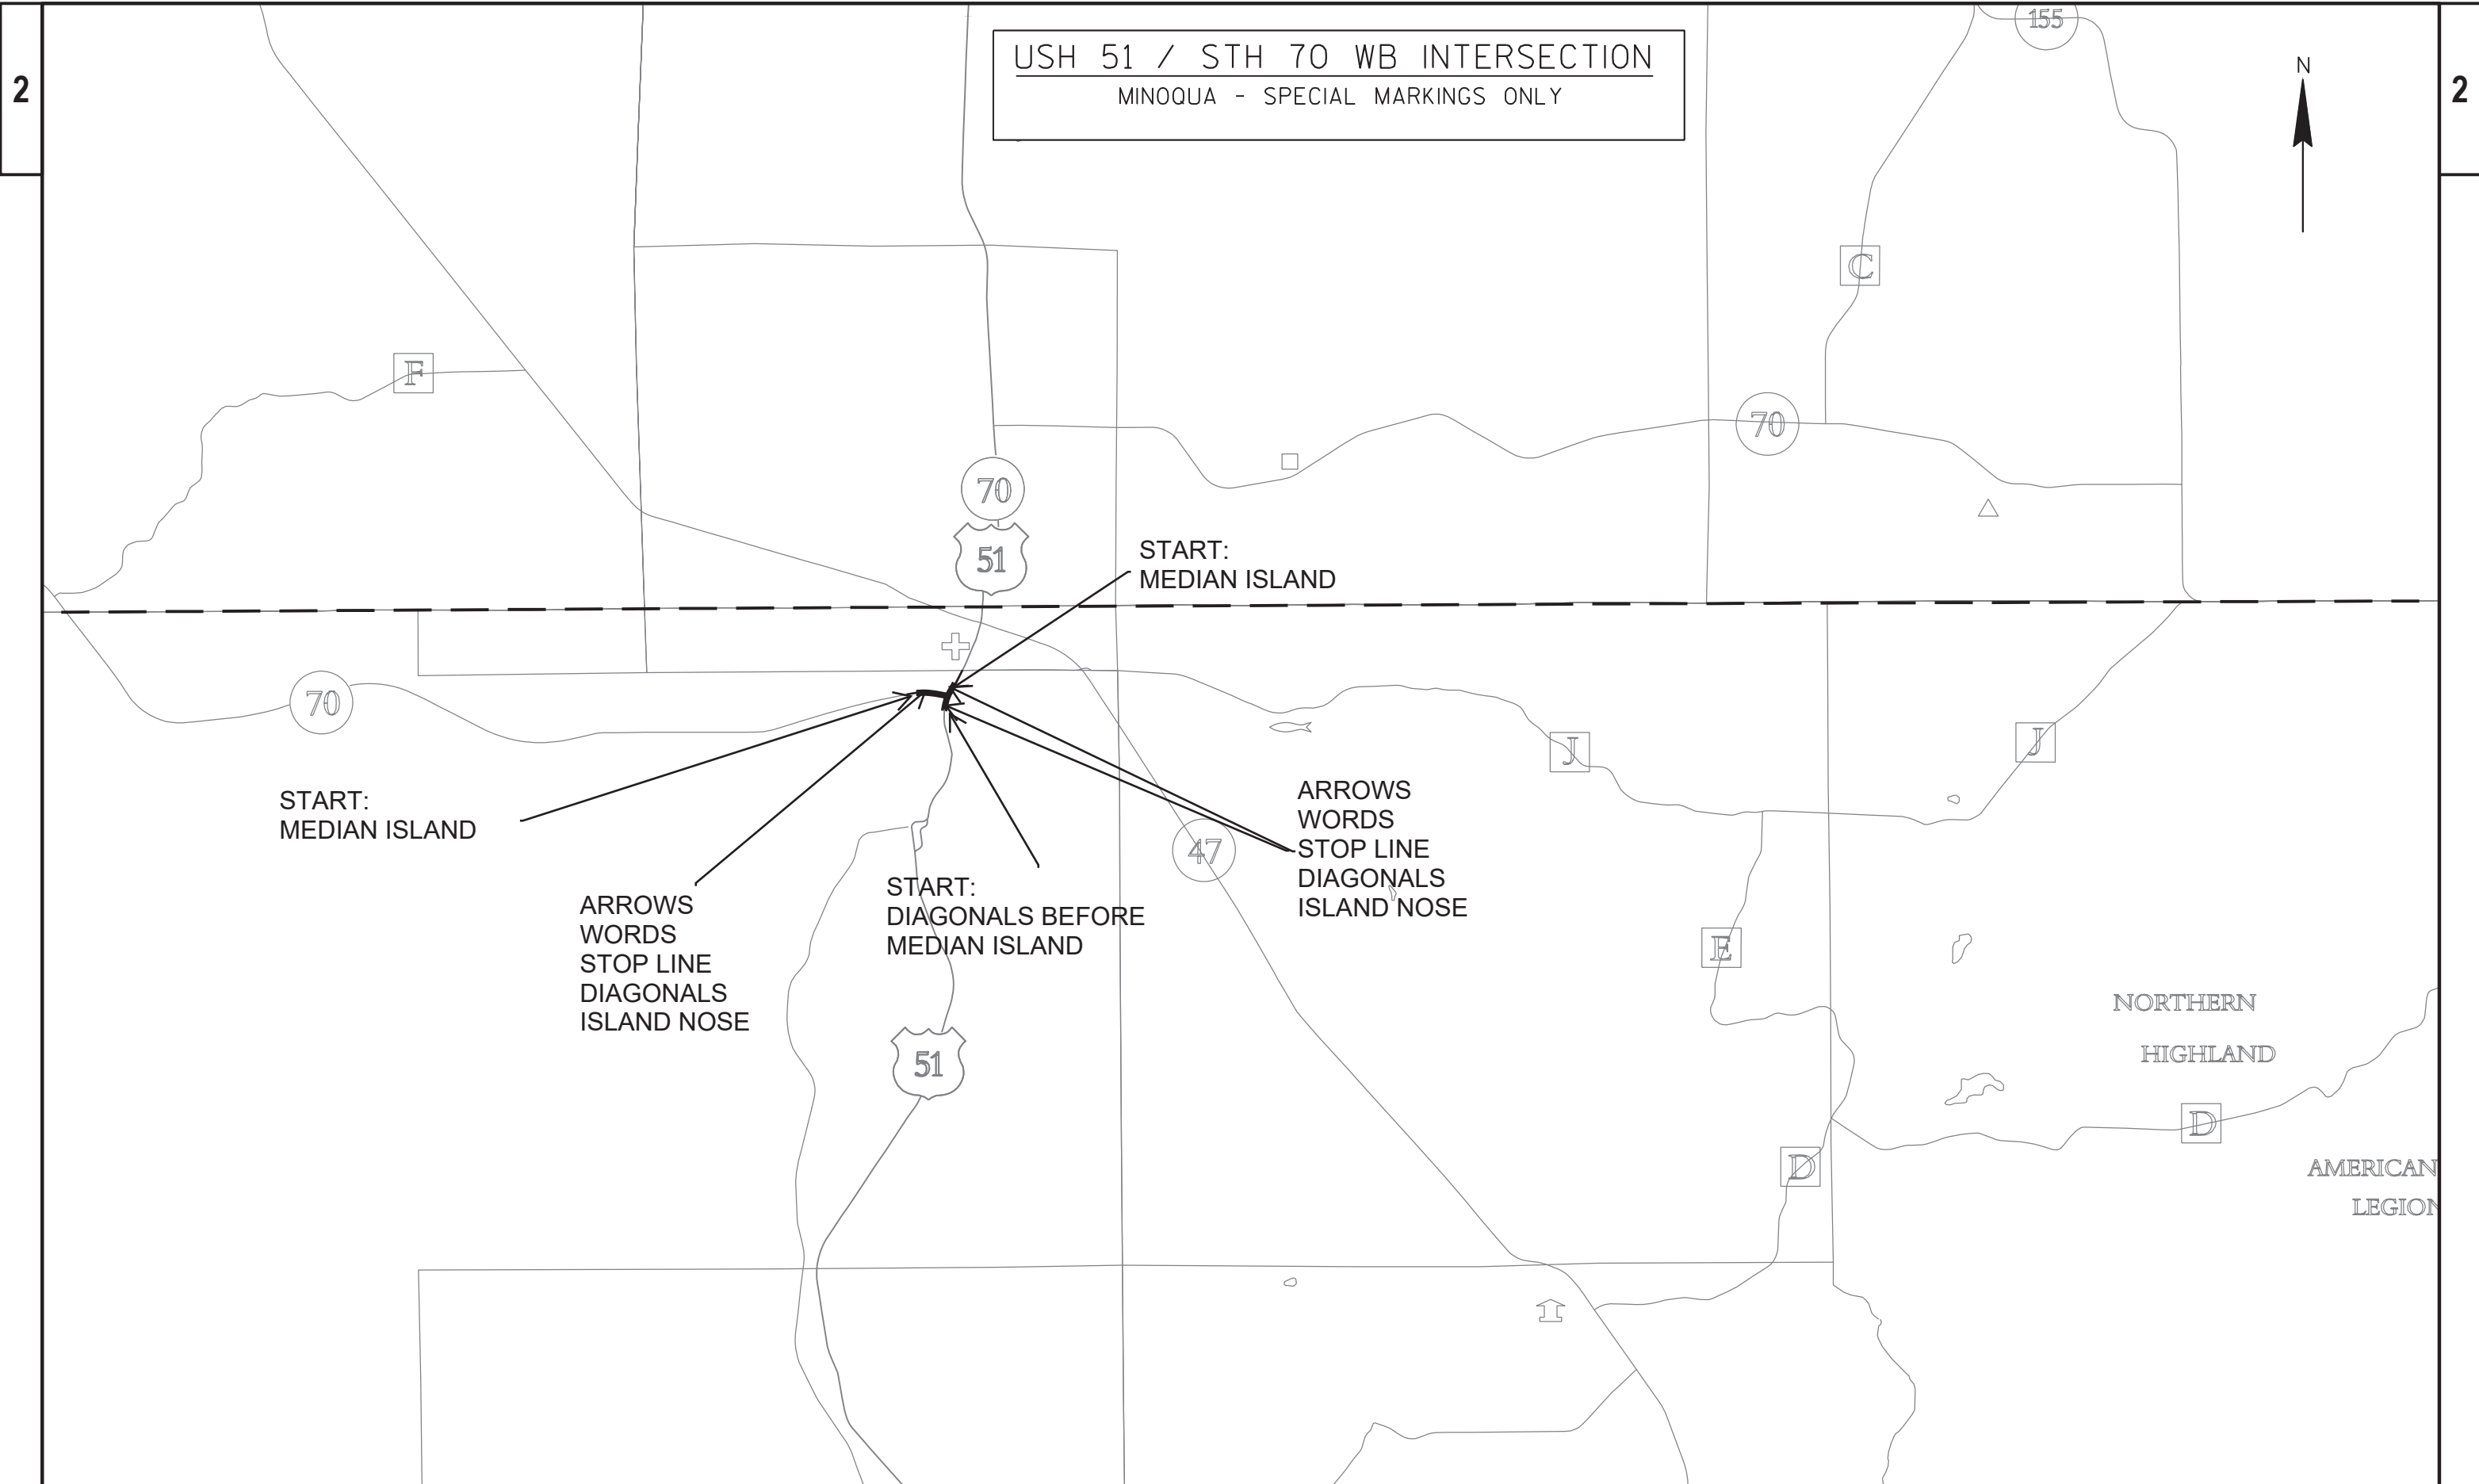 2
USH 51 / STH 70 WB INTERSECTION
MINOQUA - SPECIAL MARKINGS ONLY
155
N
2
C
F
70
70
51
START:
MEDIAN ISLAND
70
J
J
START:
MEDIAN ISLAND
ARROWS
WORDS
STOP LINE
DIAGONALS
ISLAND NOSE
47
START:
DIAGONALS BEFORE
MEDIAN ISLAND
ARROWS
WORDS
STOP LINE
DIAGONALS
ISLAND NOSE
E
NORTHERN
HIGHLAND
51
D
D
AMERICAN
LEGION